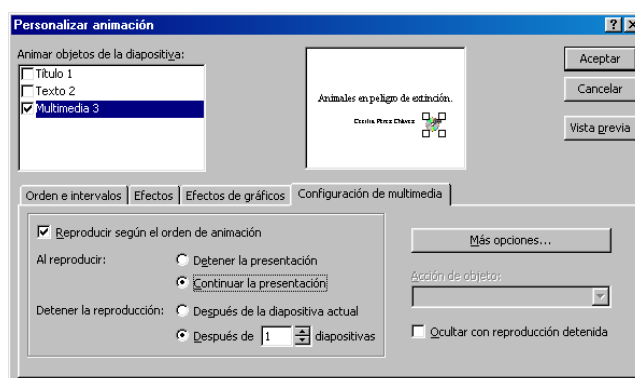 Personalizar animación
Animar objetos de la diapositiva:
Título 1
Texto 2
Multimedia 3
Animales en peligro de extinción.
Cecilia Pérez Chávez
Aceptar
Cancelar
Vista previa
Orden e intervalos
Efectos
Efectos de gráficos
Configuración de multimedia
Reproducir según el orden de animación
Al reproducir:
Detener la presentación
Continuar la presentación
Detener la reproducción:
Después de la diapositiva actual
Después de 1 diapositivas
Más opciones...
Acción de objeto:
Ocultar con reproducción detenida